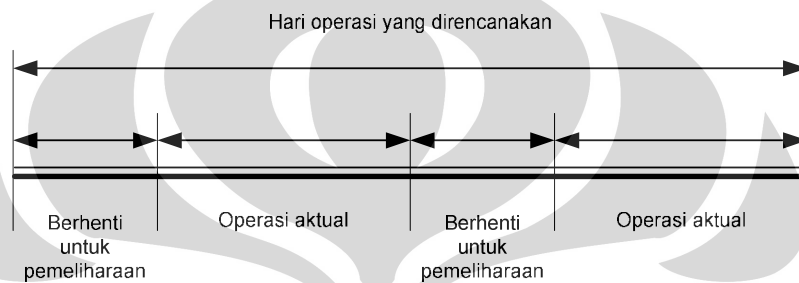 Hari operasi yang direncanakan
Berhenti
untuk
pemeliharaan
Operasi aktual
Berhenti
untuk
pemeliharaan
Operasi aktual